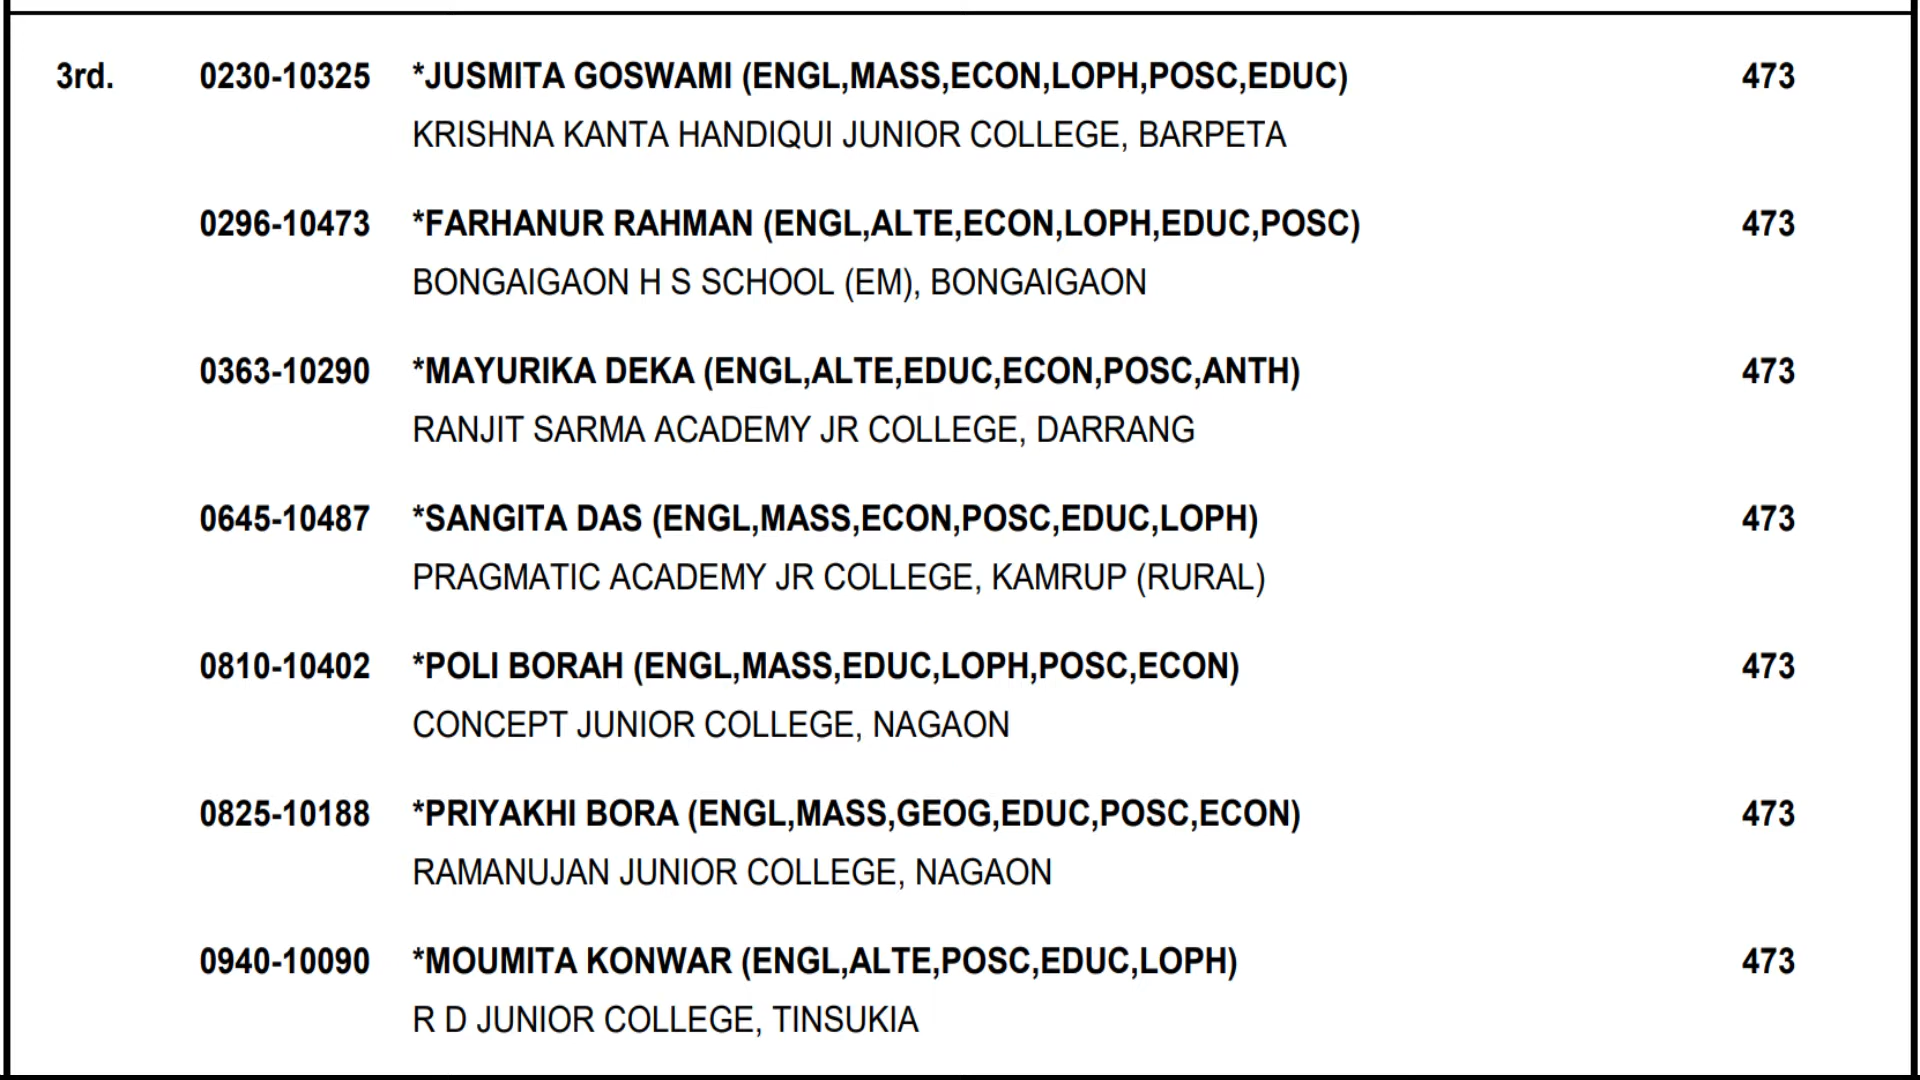 3rd. 0230-10325 *JUSMITA GOSWAMI (ENGL,MASS,ECON,LOPH,POSC,EDUC) 473
KRISHNA KANTA HANDIQUI JUNIOR COLLEGE, BARPETA
0296-10473 *FARHANUR RAHMAN (ENGL,ALTE,ECON,LOPH,EDUC,POSC) 473
BONGAIGAON H S SCHOOL (EM), BONGAIGAON
0363-10290 *MAYURIKA DEKA (ENGL,ALTE,EDUC,ECON,POSC,ANTH) 473
RANJIT SARMA ACADEMY JR COLLEGE, DARRANG
0645-10487 *SANGITA DAS (ENGL,MASS,ECON,POSC,EDUC,LOPH) 473
PRAGMATIC ACADEMY JR COLLEGE, KAMRUP (RURAL)
0810-10402 *POLI BORAH (ENGL,MASS,EDUC,LOPH,POSC,ECON) 473
CONCEPT JUNIOR COLLEGE, NAGAON
0825-10188 *PRIYAKHI BORA (ENGL,MASS,GEOG,EDUC,POSC,ECON) 473
RAMANUJAN JUNIOR COLLEGE, NAGAON
0940-10090 *MOUMITA KONWAR (ENGL,ALTE,POSC,EDUC,LOPH) 473
R D JUNIOR COLLEGE, TINSUKIA